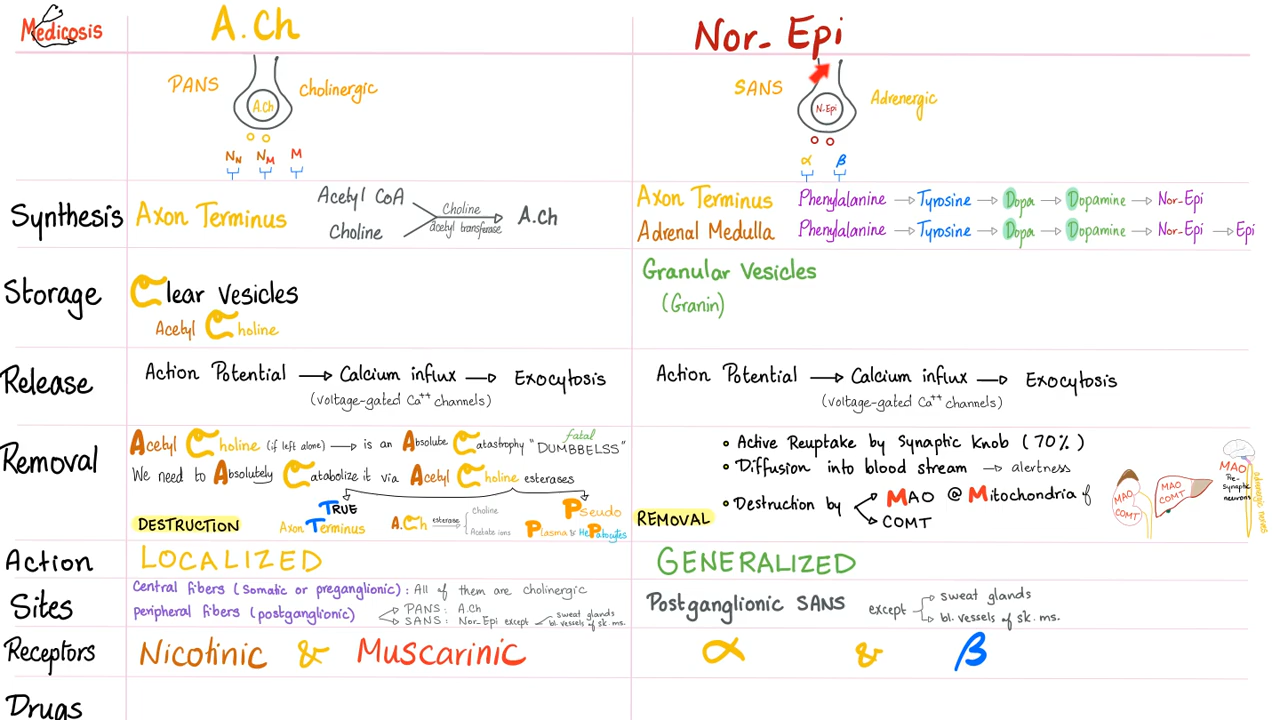 Medicosis
A.Ch
Nor-Epi
PANS
cholinergic
A.Ch
NN NM M
SANS
Adrenergic
N-Epi
α β
Synthesis
Axon Terminus
Acetyl CoA
Choline
Choline
acetyl transferase
A.Ch
Axon Terminus Phenylalanine → Tyrosine → Dopa → Dopamine → Nor-Epi
Adrenal Medulla Phenylalanine → Tyrosine → Dopa → Dopamine → Nor-Epi → Epi
Storage
Clear Vesicles
Acetyl Choline
Granular Vesicles
(Granin)
Release
Action Potential → Calcium influx → Exocytosis
(voltage-gated Ca++ channels)
Action Potential → Calcium influx → Exocytosis
(voltage-gated Ca++ channels)
Removal
Acetyl Choline (if left alone) → is an Absolute Catastrophy "DUMBBELSS"
fatal
We need to Absolutely Catabolize it via Acetyl Choline esterases
TRUE
Axon Terminus
DESTRUCTION
A.Ch esterase
Choline
Acetate ions
Pseudo
Plasma & HePatocytes
• Active Reuptake by Synaptic Knob (70%)
• Diffusion into blood stream → alertness
• Destruction by
MAO @ Mitochondria of
COMT
REMOVAL
MAO
COMT
MAO
COMT
MAO
Pre-
Synaptic
neurons
adrenergic nerves
Action
LOCALIZED
GENERALIZED
Sites
Central fibers (Somatic or preganglionic): All of them are cholinergic
peripheral fibers (postganglionic)
PANS: A.Ch
SANS: Nor-Epi except
sweat glands
bl. vessels of sk. ms.
Postganglionic SANS except
sweat glands
bl. vessels of sk. ms.
Receptors
Nicotinic & Muscarinic
α & β
Drugs